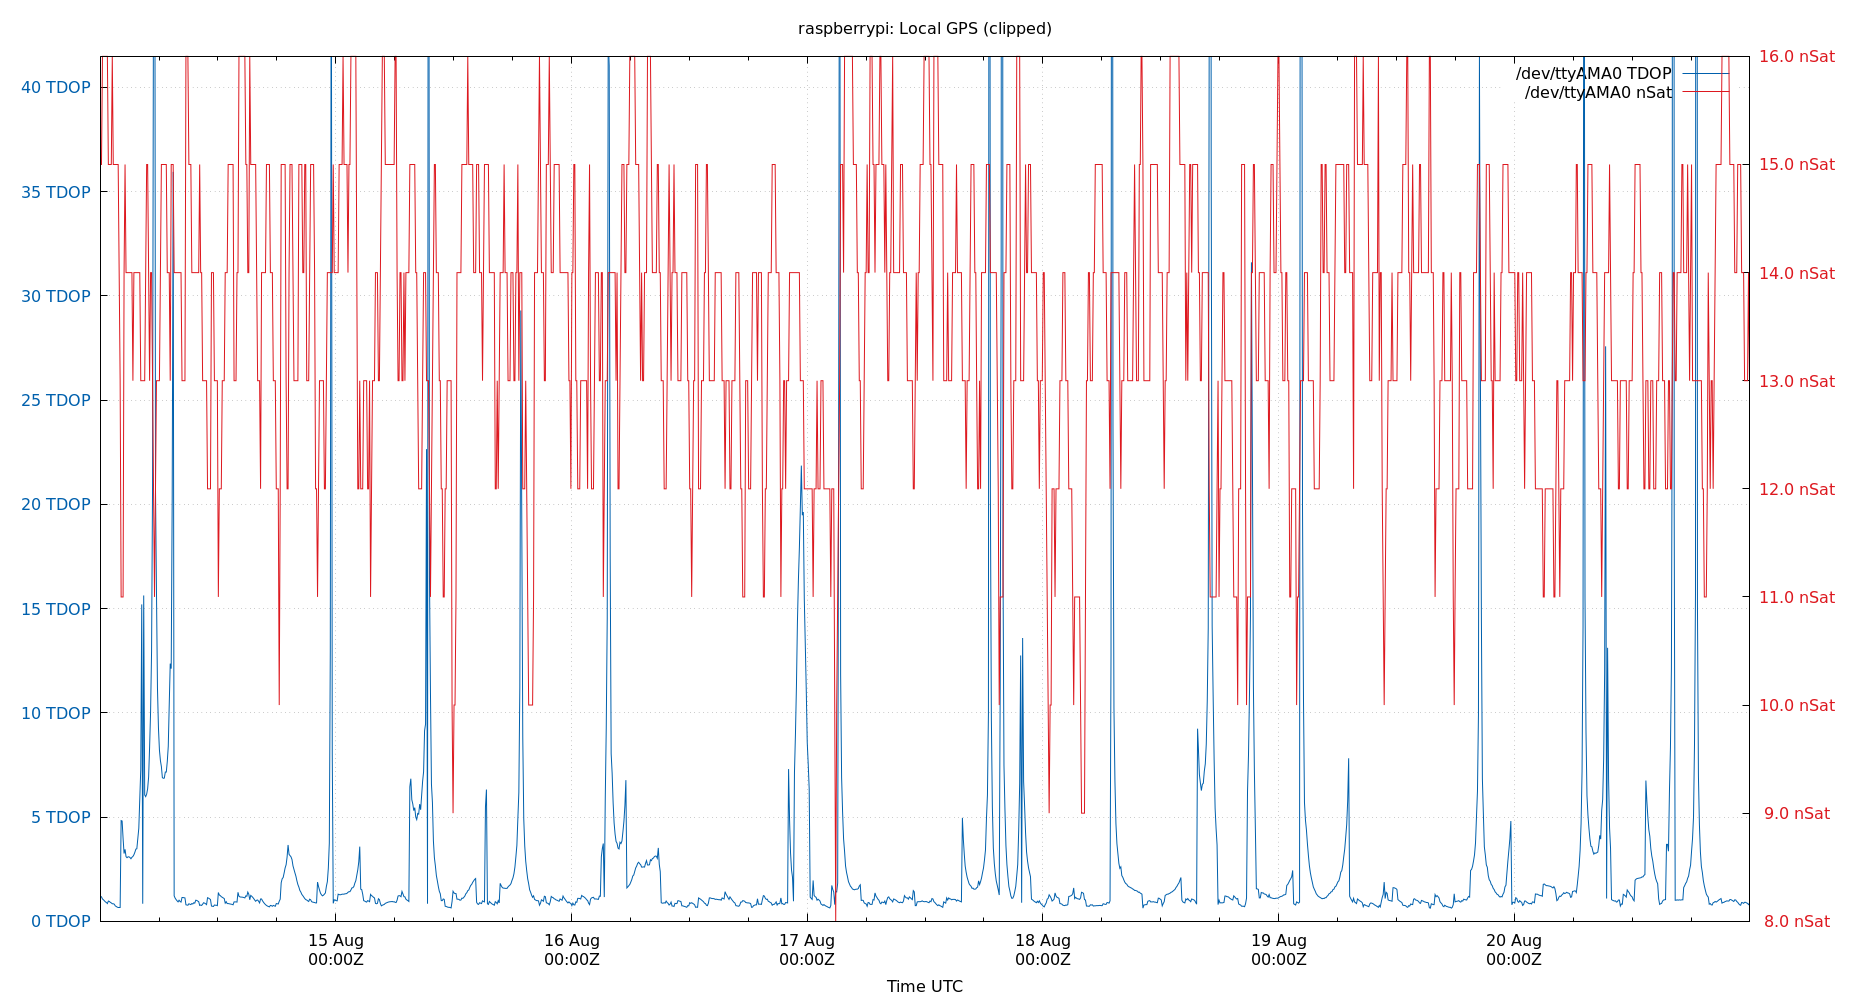 raspberrypi: Local GPS (clipped)
/dev/ttyAMA0 TDOP
/dev/ttyAMA0 nSat
40 TDOP
35 TDOP
30 TDOP
25 TDOP
20 TDOP
15 TDOP
10 TDOP
5 TDOP
0 TDOP
16.0 nSat
15.0 nSat
14.0 nSat
13.0 nSat
12.0 nSat
11.0 nSat
10.0 nSat
9.0 nSat
8.0 nSat
15 Aug
00:00Z
16 Aug
00:00Z
17 Aug
00:00Z
18 Aug
00:00Z
19 Aug
00:00Z
20 Aug
00:00Z
Time UTC